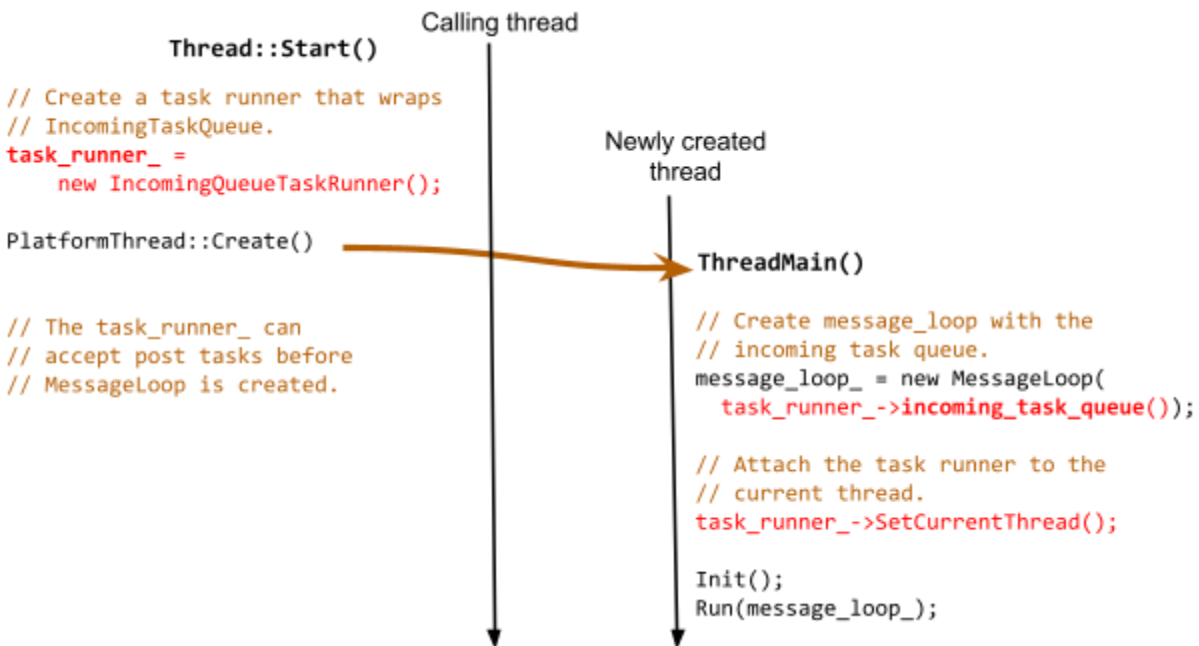 Calling thread
Thread::Start()
// Create a task runner that wraps
// IncomingTaskQueue.
task_runner_ =
    new IncomingQueueTaskRunner();
PlatformThread::Create()
// The task_runner_ can
// accept post tasks before
// MessageLoop is created.
Newly created
thread
ThreadMain()
// Create message_loop with the
// incoming task queue.
message_loop_ = new MessageLoop(
  task_runner_->incoming_task_queue());
// Attach the task runner to the
// current thread.
task_runner_->SetCurrentThread();
Init();
Run(message_loop_);